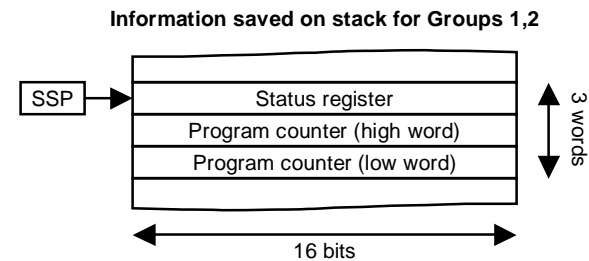 Information saved on stack for Groups 1,2
SSP
Status register
Program counter (high word)
Program counter (low word)
3 words
16 bits